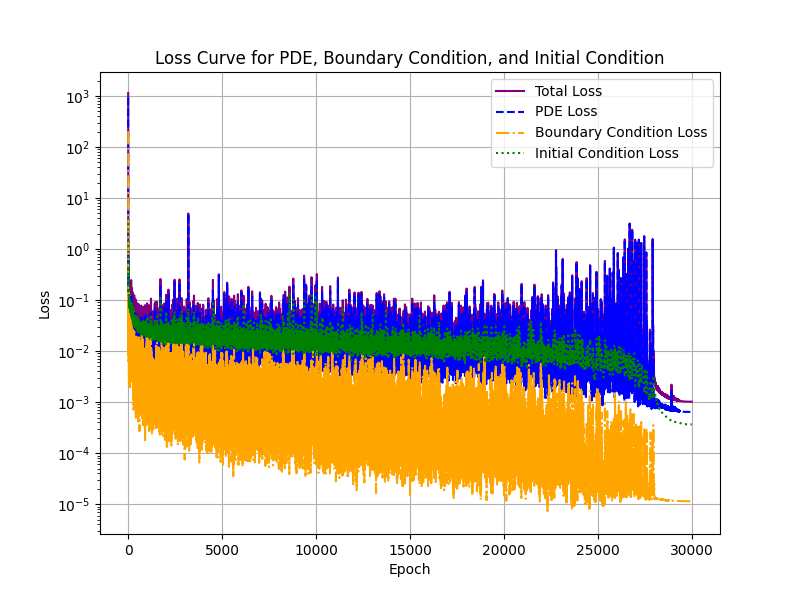 Loss Curve for PDE, Boundary Condition, and Initial Condition
Total Loss
PDE Loss
Boundary Condition Loss
Initial Condition Loss
Loss
10³
10²
10¹
10⁰
10⁻¹
10⁻²
10⁻³
10⁻⁴
10⁻⁵
0 5000 10000 15000 20000 25000 30000
Epoch